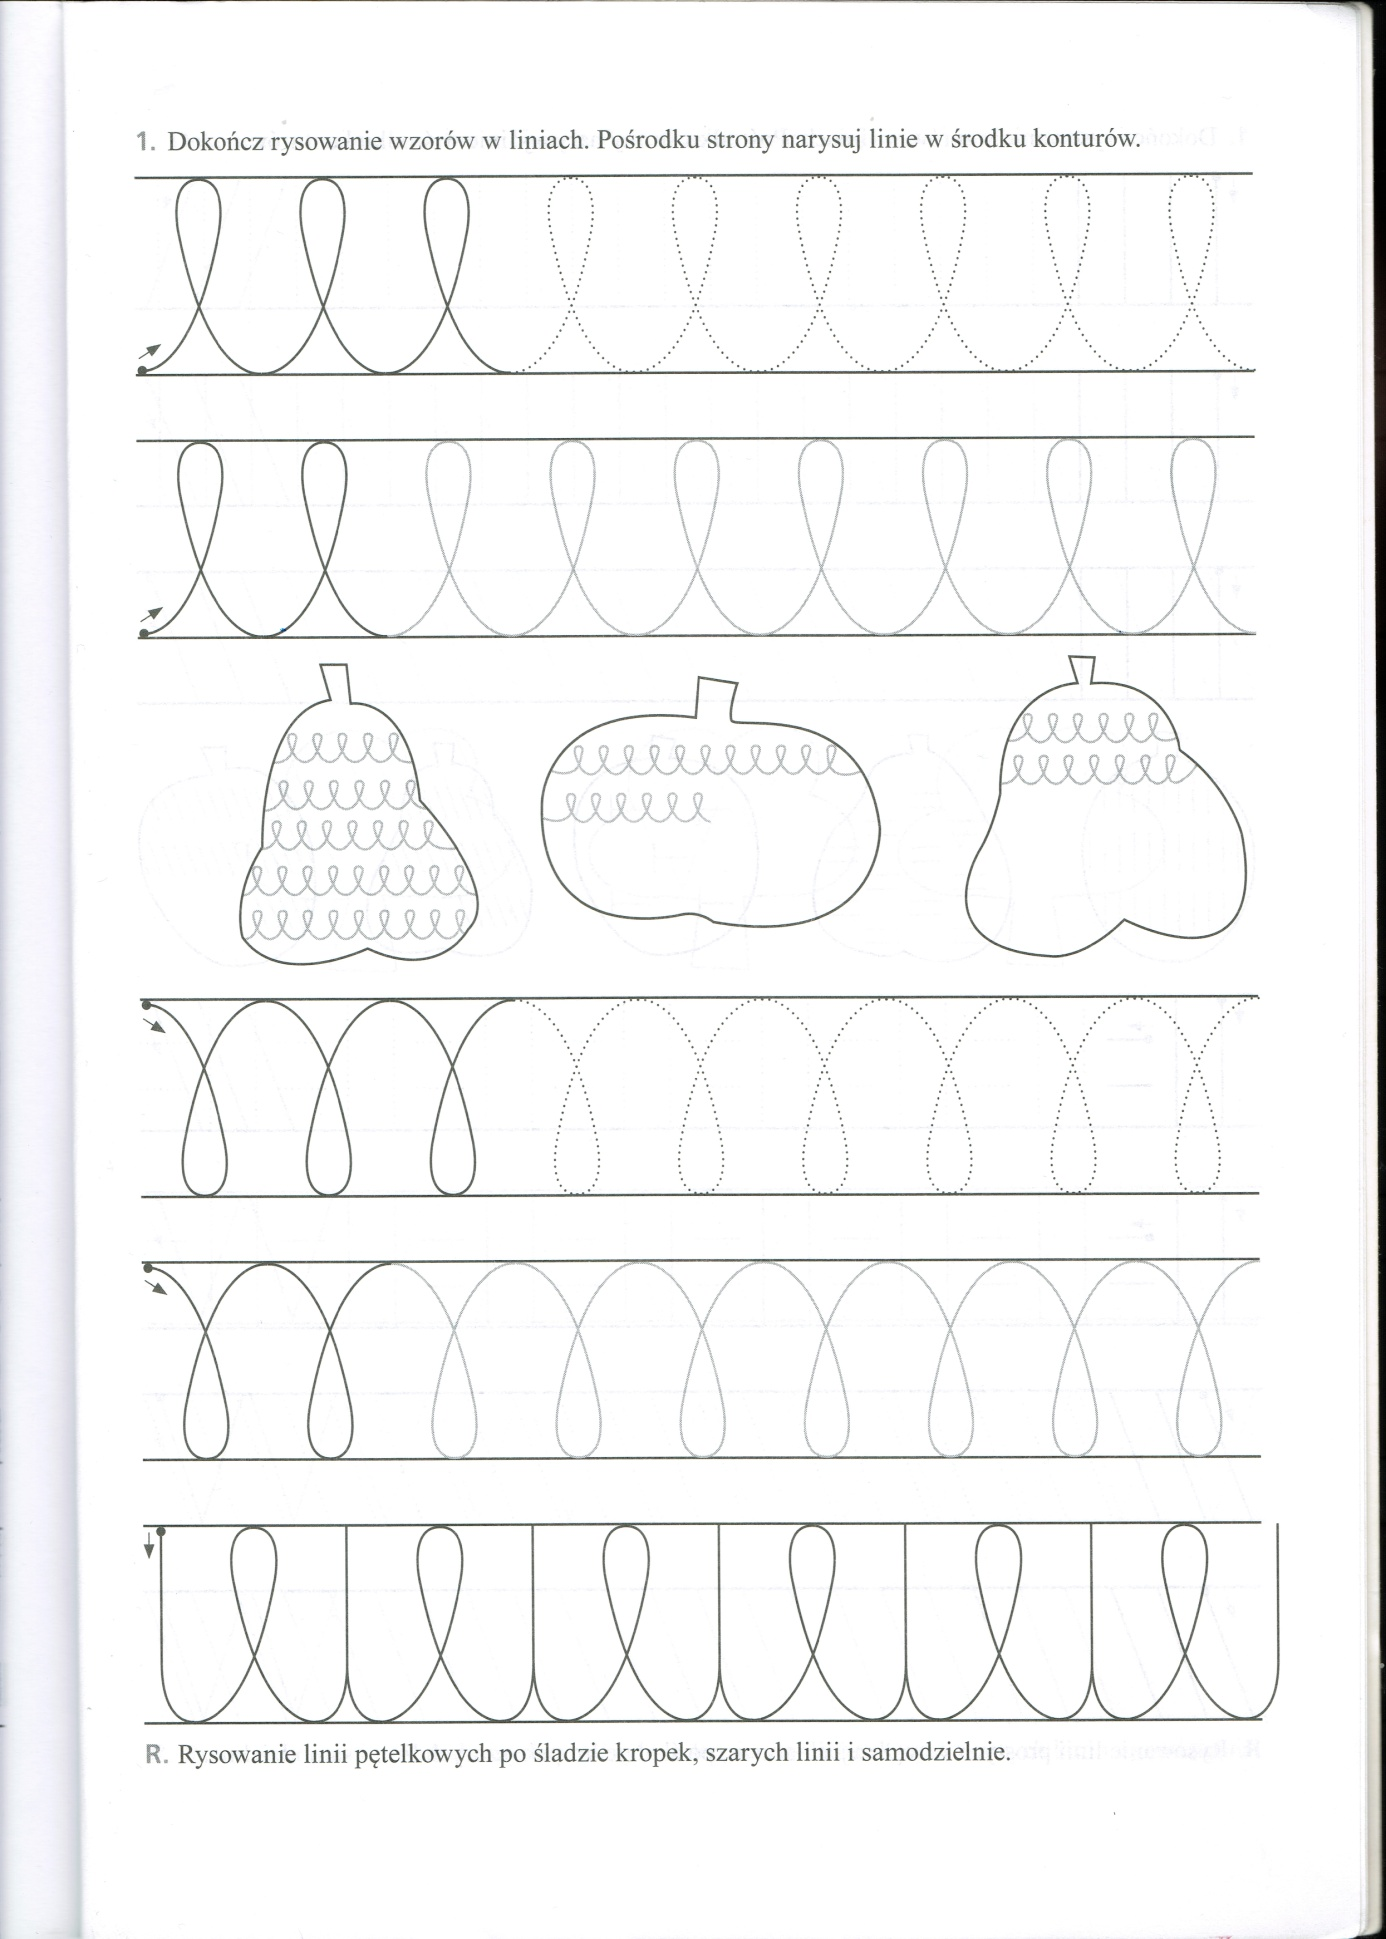 1. Dokończ rysowanie wzorów w liniach. Pośrodku strony narysuj linie w środku konturów.
R. Rysowanie linii pętelkowych po śladzie kropek, szarych linii i samodzielnie.